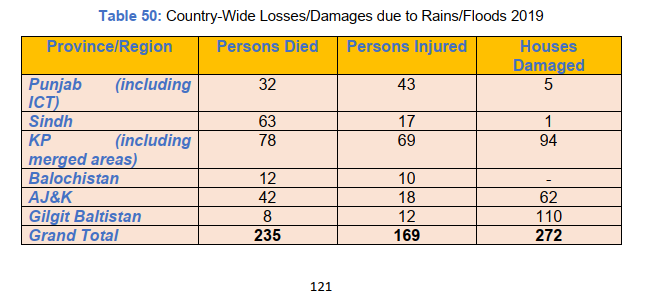 Table 50: Country-Wide Losses/Damages due to Rains/Floods 2019
Province/Region Persons Died Persons Injured Houses
Damaged
Punjab (including 32 43 5
ICT)
Sindh 63 17 1
KP (including 78 69 94
merged areas)
Balochistan 12 10 -
AJ&K 42 18 62
Gilgit Baltistan 8 12 110
Grand Total 235 169 272
121